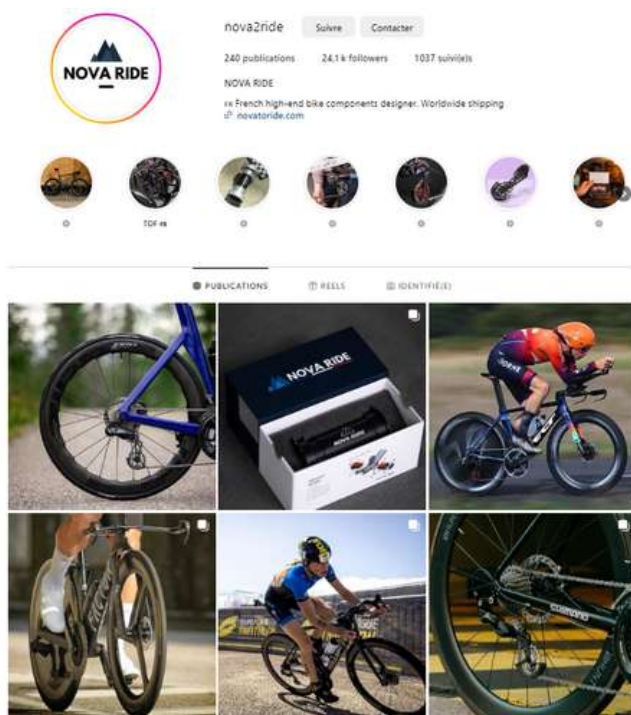 nova2ride
Suivre
Contacter
240 publications
24,1 k followers
1037 suivi(e)s
NOVA RIDE
NOVA RIDE
French high-end bike components designer. Worldwide shipping
novatoride.com
TDF
PUBLICATIONS
REELS
IDENTIFIÉ(E)
NOVA RIDE
NOVA RIDE